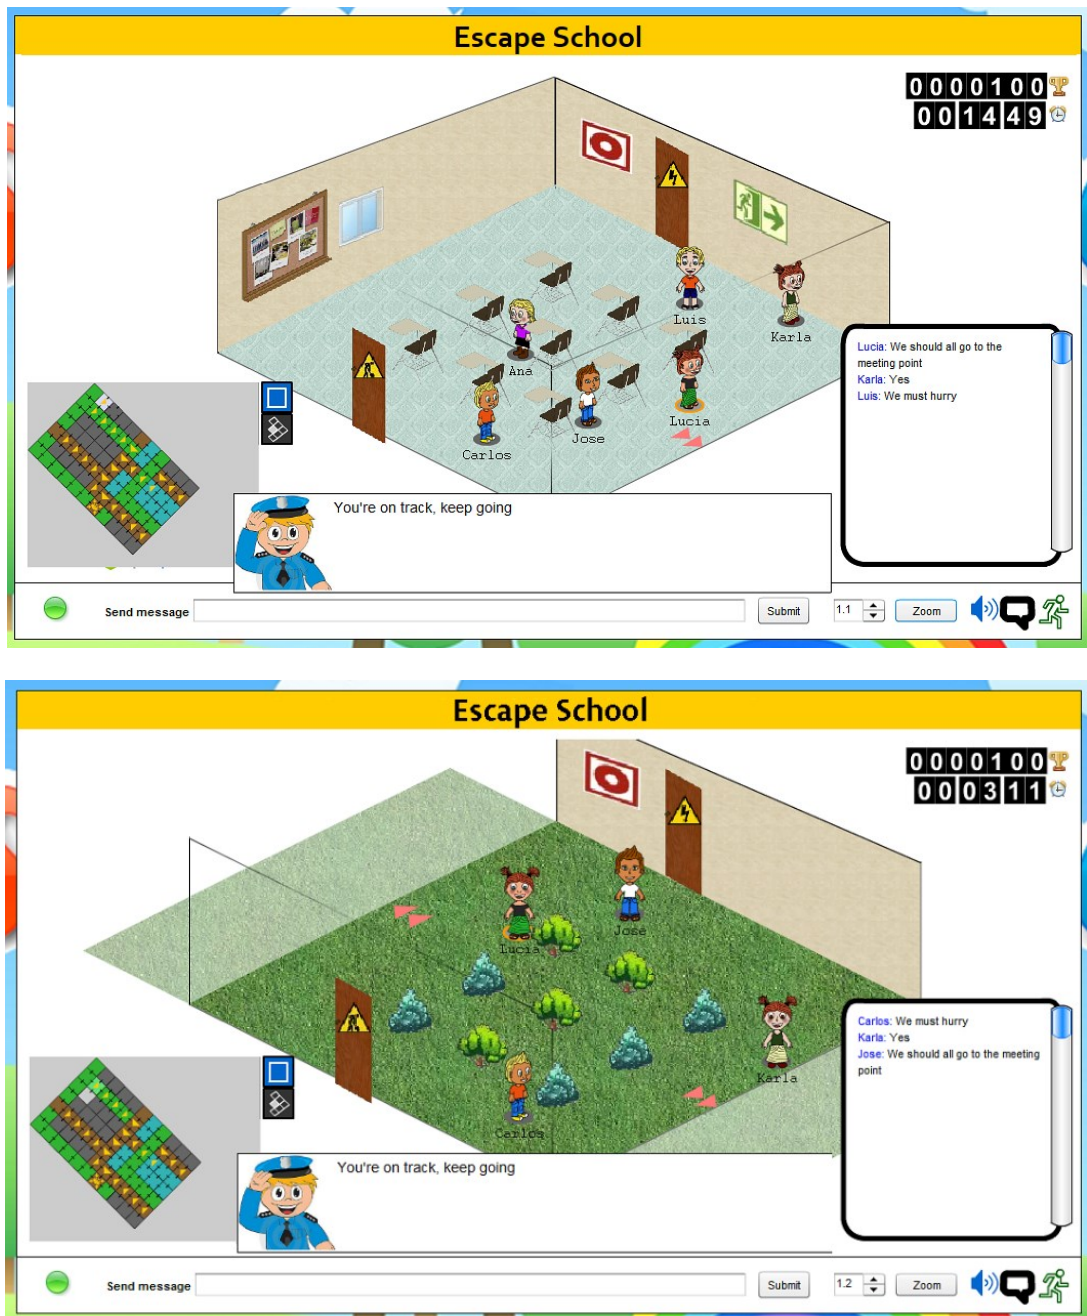 Escape School
0000100
001449
Luis
Karla
Ana
Lucia
Jose
Carlos
Lucia: We should all go to the
meeting point
Karla: Yes
Luis: We must hurry
You're on track, keep going
Send message
Submit
1.1
Zoom
Escape School
0000100
000311
Jose
Lucia
Karla
Carlos
Carlos: We must hurry
Karla: Yes
Jose: We should all go to the meeting
point
You're on track, keep going
Send message
Submit
1.2
Zoom